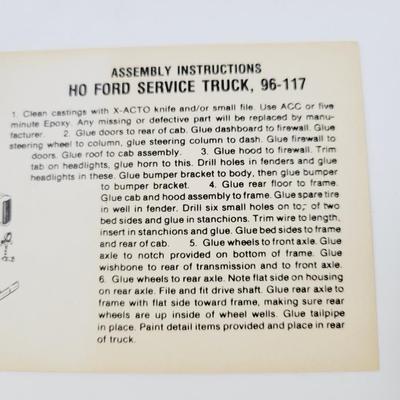 ASSEMBLY INSTRUCTIONS
HO FORD SERVICE TRUCK, 96-117
1. Clean castings with X-ACTO knife and/or small file. Use ACC or five
minute Epoxy. Any missing or defective part will be replaced by manu-
facturer. 2. Glue doors to rear of cab. Glue dashboard to firewall. Glue
steering wheel to column, glue steering column to dash. Glue firewall to
doors. Glue roof to cab assembly. 3. Glue hood to firewall. Trim
tab on headlights, glue horn to this. Drill holes in fenders and glue
headlights in these. Glue bumper bracket to body, then glue bumper
to bumper bracket. 4. Glue rear floor to frame.
Glue cab and hood assembly to frame. Glue spare tire
in well in fender. Drill six small holes on to, of two
bed sides and glue in stanchions. Trim wire to length,
insert in stanchions and glue. Glue bed sides to frame
and rear of cab. 5. Glue wheels to front axle. Glue
axle to notch provided on bottom of frame. Glue
wishbone to rear of transmission and to front axle.
6. Glue wheels to rear axle. Note flat side on housing
on rear axle. File and fit drive shaft. Glue rear axle to
frame with flat side toward frame, making sure rear
wheels are up inside of wheel wells. Glue tailpipe
in place. Paint detail items provided and place in rear
of truck.